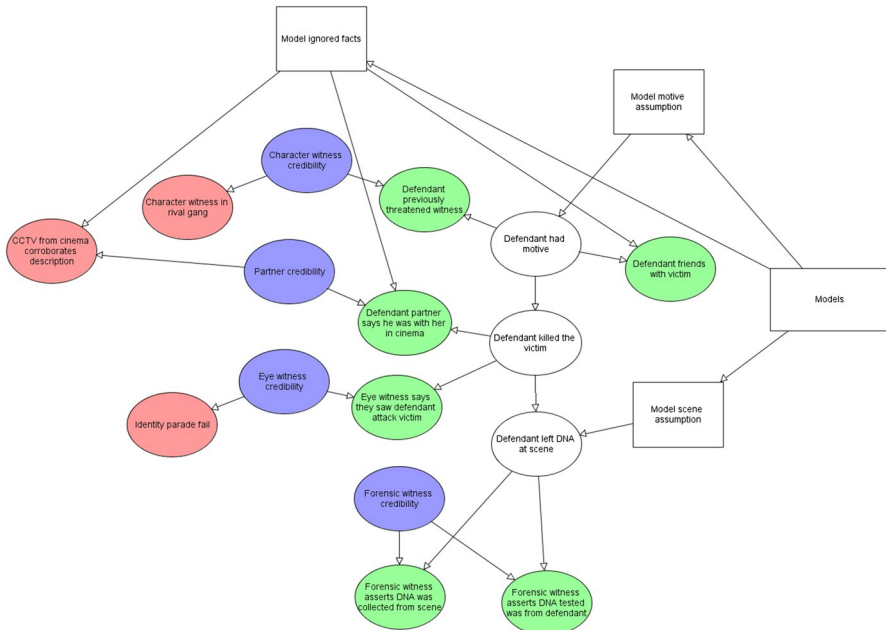 Model ignored facts
Model motive
assumption
Character witness
credibility
Character witness in
rival gang
Defendant
previously
threatened witness
CCTV from cinema
corroborates
description
Defendant had
motive
Defendant friends
with victim
Partner credibility
Models
Defendant partner
says he was with her
in cinema
Defendant killed the
victim
Eye witness
credibility
Eye witness says
they saw defendant
attack victim
Model scene
assumption
Identity parade fail
Defendant left DNA
at scene
Forensic witness
credibility
Forensic witness
asserts DNA was
collected from scene
Forensic witness
asserts DNA tested
was from defendant